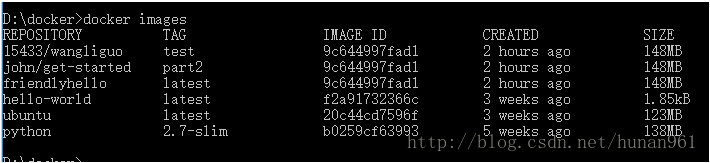 D:\docker>docker images
REPOSITORY TAG IMAGE ID CREATED SIZE
15433/wangliguo test 9c644997fad1 2 hours ago 148MB
john/get-started part2 9c644997fad1 2 hours ago 148MB
friendlyhello latest 9c644997fad1 2 hours ago 148MB
hello-world latest f2a91732366c 3 weeks ago 1.85kB
ubuntu latest 20c44cd7596f 3 weeks ago 123MB
python 2.7-slim b0259cf63993 5 weeks ago 138MB
http://blog.csdn.net/hunan961
D:\docker>